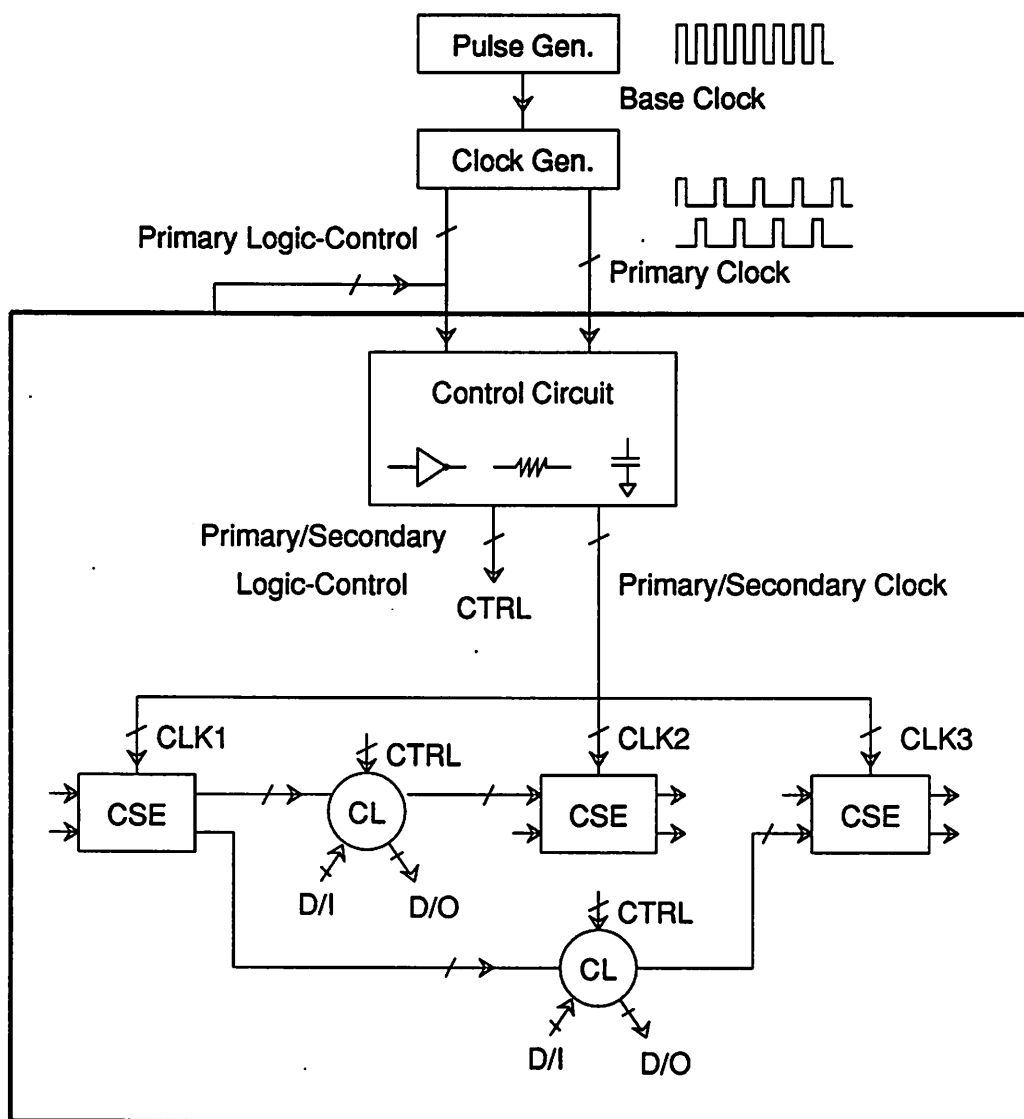 Pulse Gen.
Base Clock
Clock Gen.
Primary Logic-Control
Primary Clock
Control Circuit
Primary/Secondary
Logic-Control
CTRL
Primary/Secondary Clock
CLK1
CTRL
CLK2
CLK3
CSE
CL
CSE
CSE
D/I
D/O
CTRL
CL
D/I
D/O